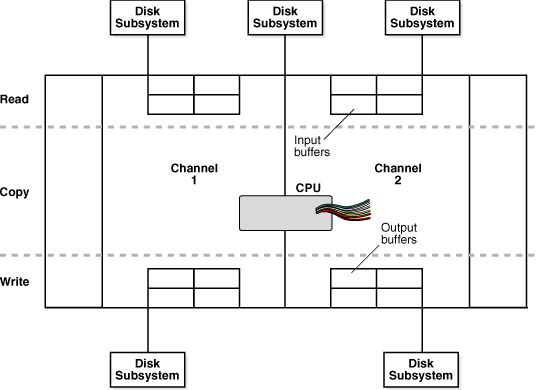 Disk
Subsystem
Disk
Subsystem
Disk
Subsystem
Read
Input
buffers
Channel
1
Channel
2
Copy
CPU
Output
buffers
Write
Disk
Subsystem
Disk
Subsystem